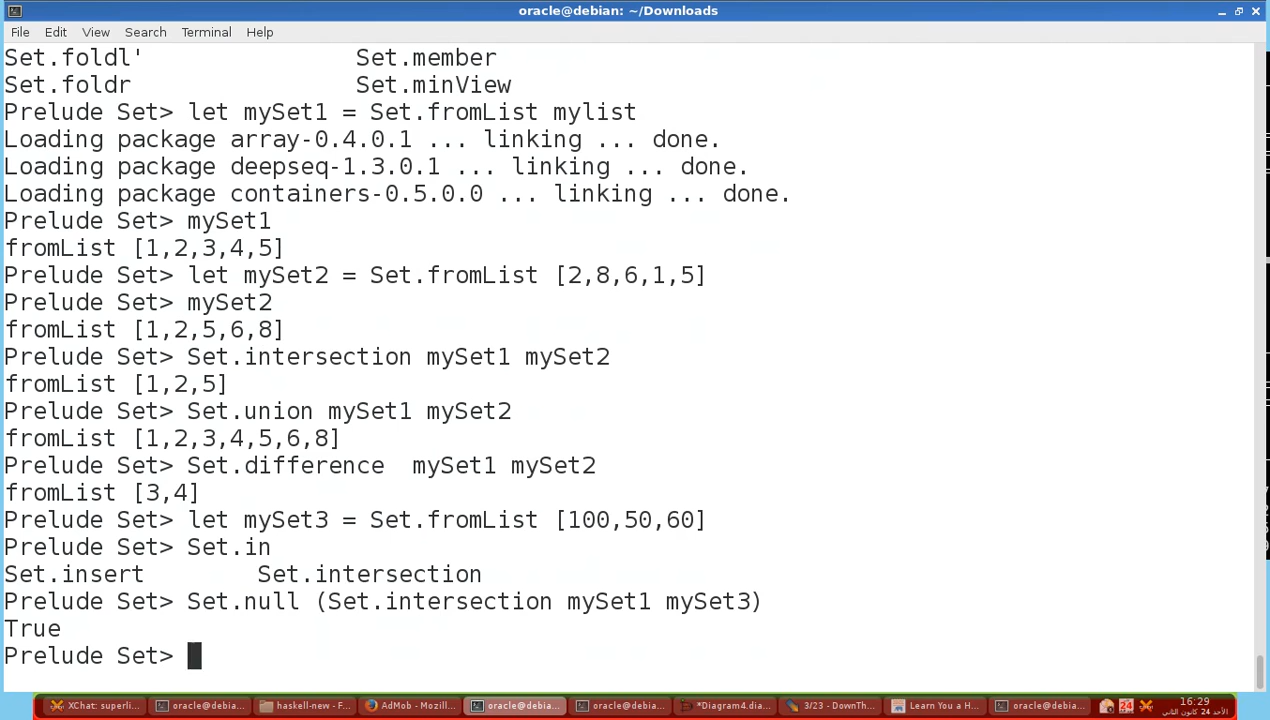 oracle@debian: ~/Downloads
File Edit View Search Terminal Help
Set.foldl' Set.member
Set.foldr Set.minView
Prelude Set> let mySet1 = Set.fromList mylist
Loading package array-0.4.0.1 ... linking ... done.
Loading package deepseq-1.3.0.1 ... linking ... done.
Loading package containers-0.5.0.0 ... linking ... done.
Prelude Set> mySet1
fromList [1,2,3,4,5]
Prelude Set> let mySet2 = Set.fromList [2,8,6,1,5]
Prelude Set> mySet2
fromList [1,2,5,6,8]
Prelude Set> Set.intersection mySet1 mySet2
fromList [1,2,5]
Prelude Set> Set.union mySet1 mySet2
fromList [1,2,3,4,5,6,8]
Prelude Set> Set.difference  mySet1 mySet2
fromList [3,4]
Prelude Set> let mySet3 = Set.fromList [100,50,60]
Prelude Set> Set.in
Set.insert Set.intersection
Prelude Set> Set.null (Set.intersection mySet1 mySet3)
True
Prelude Set>
XChat: superli... oracle@debia... haskell-new - F... AdMob - Mozill... oracle@debia... oracle@debia... *Diagram4.dia... 3/23 - DownTh... Learn You a H... oracle@debia... 24 16:29
الأحد 24 كانون الثاني